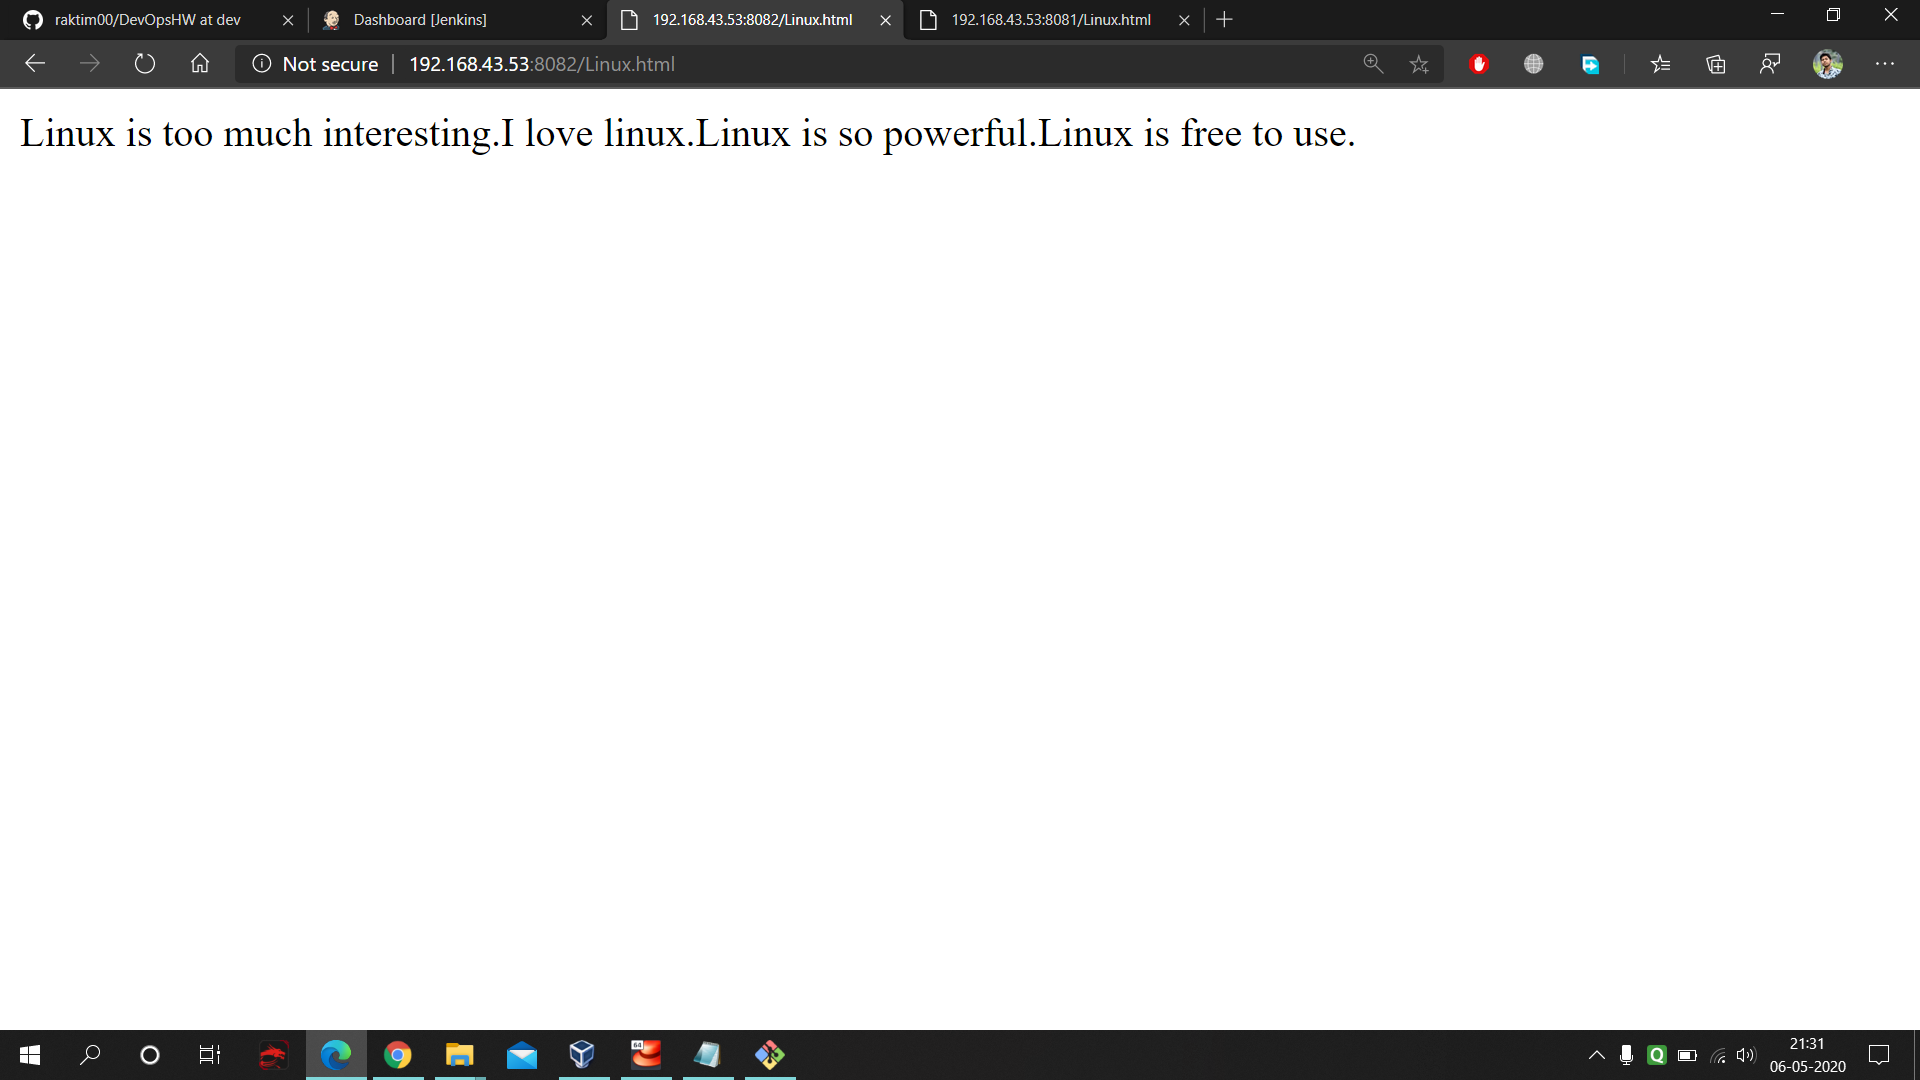 raktim00/DevOpsHW at dev
Dashboard [Jenkins]
192.168.43.53:8082/Linux.html
192.168.43.53:8081/Linux.html
Not secure
192.168.43.53:8082/Linux.html
Linux is too much interesting.I love linux.Linux is so powerful.Linux is free to use.
64
Q
21:31
06-05-2020